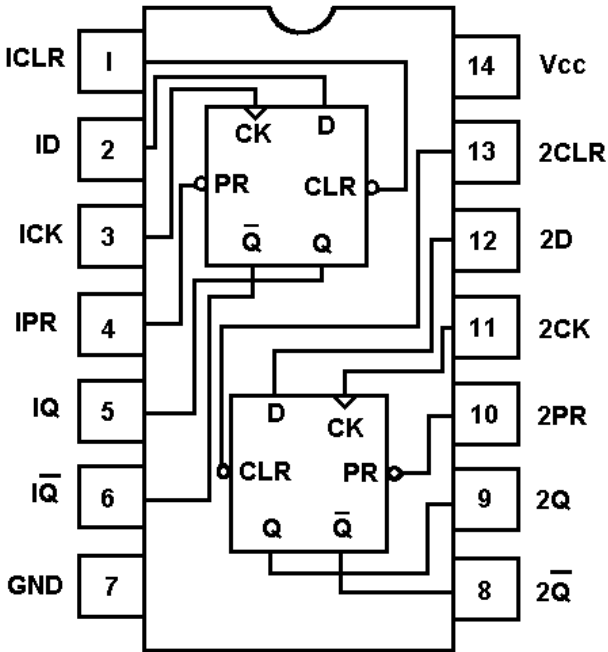 ICLR I 14 Vcc
ID 2 13 2CLR
ICK 3 12 2D
IPR 4 11 2CK
IQ 5 10 2PR
IQ̅ 6 9 2Q
GND 7 8 2Q̅
CK D
PR CLR
Q̅ Q
D CK
CLR PR
Q Q̅